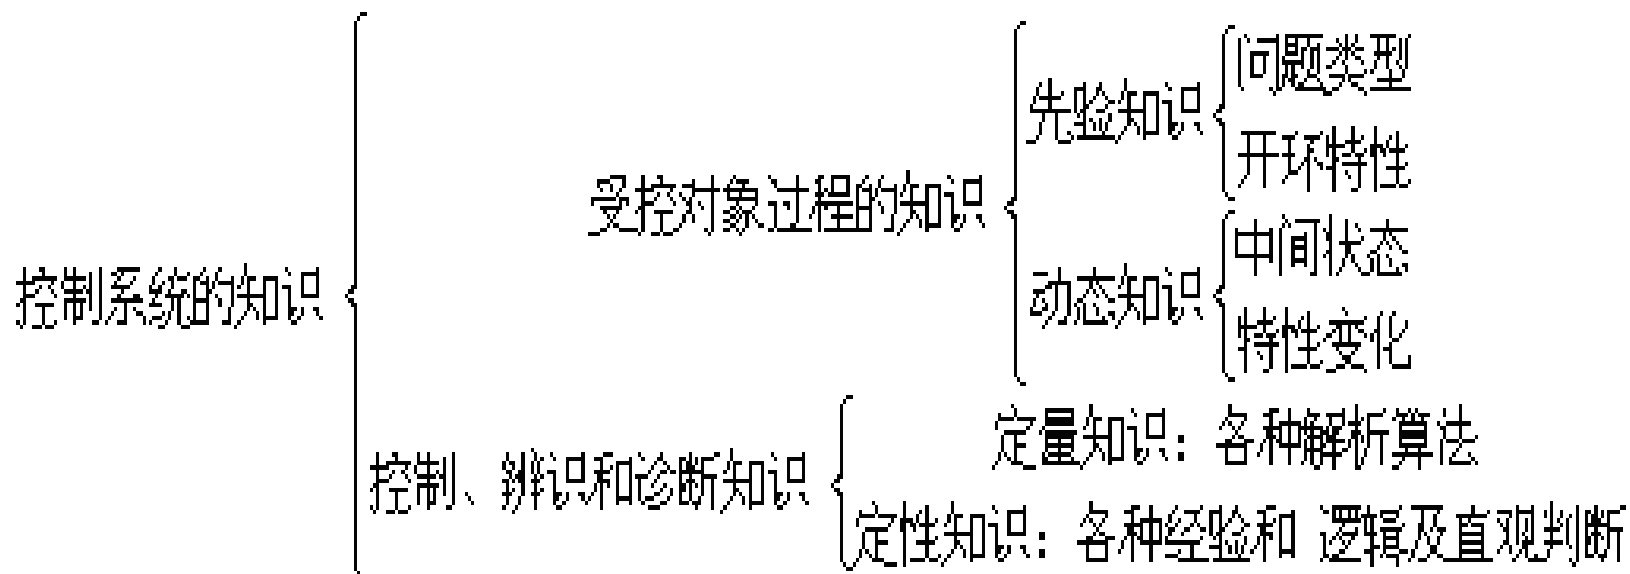 控制系统的知识
受控对象过程的知识
先验知识
问题类型
开环特性
动态知识
中间状态
特性变化
控制、辨识和诊断知识
定量知识：各种解析算法
定性知识：各种经验和 逻辑及直观判断